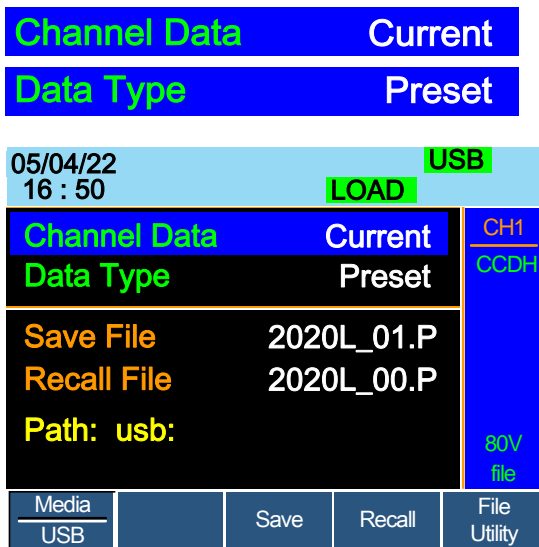 Channel Data Current
Data Type Preset
05/04/22 USB
16 : 50 LOAD
Channel Data Current CH1
Data Type Preset CCDH
Save File 2020L_01.P
Recall File 2020L_00.P
Path: usb: 80V
file
Media Save Recall File
USB Utility